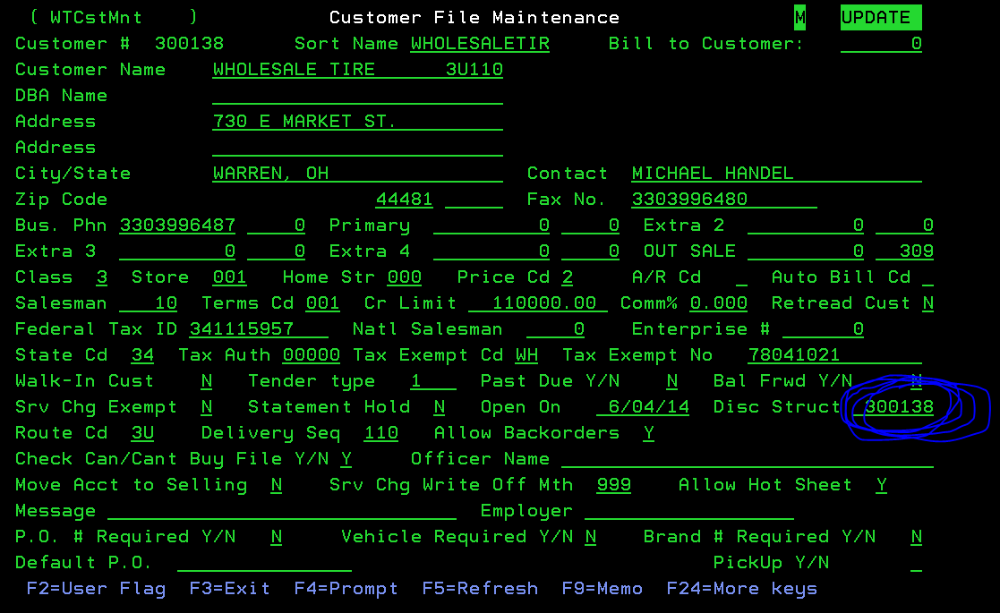 ( WTCstMnt    )           Customer File Maintenance               M   UPDATE
Customer #  300138      Sort Name WHOLESALETIR     Bill to Customer:         0
Customer Name    WHOLESALE TIRE      3U110
DBA Name
Address          730 E MARKET ST.
Address
City/State       WARREN, OH                 Contact  MICHAEL HANDEL
Zip Code                       44481        Fax No.  3303996480
Bus. Phn 3303996487     0  Primary           0     0  Extra 2           0     0
Extra 3           0     0  Extra 4           0     0  OUT SALE          0   309
Class  3  Store  001   Home Str 000   Price Cd 2     A/R Cd      Auto Bill Cd
Salesman     10  Terms Cd 001  Cr Limit   110000.00  Comm% 0.000  Retread Cust N
Federal Tax ID 341115957     Natl Salesman     0    Enterprise #       0
State Cd  34  Tax Auth 00000 Tax Exempt Cd WH  Tax Exempt No   78041021
Walk-In Cust    N   Tender type   1     Past Due Y/N    N   Bal Frwd Y/N     N
Srv Chg Exempt  N   Statement Hold  N   Open On    6/04/14  Disc Struct  300138
Route Cd  3U    Delivery Seq  110   Allow Backorders  Y
Check Can/Cant Buy File Y/N Y     Officer Name
Move Acct to Selling  N    Srv Chg Write Off Mth  999    Allow Hot Sheet  Y
Message                                 Employer
P.O. # Required Y/N   N     Vehicle Required Y/N N    Brand # Required Y/N   N
Default P.O.                                                PickUp Y/N
F2=User Flag  F3=Exit  F4=Prompt  F5=Refresh  F9=Memo  F24=More keys